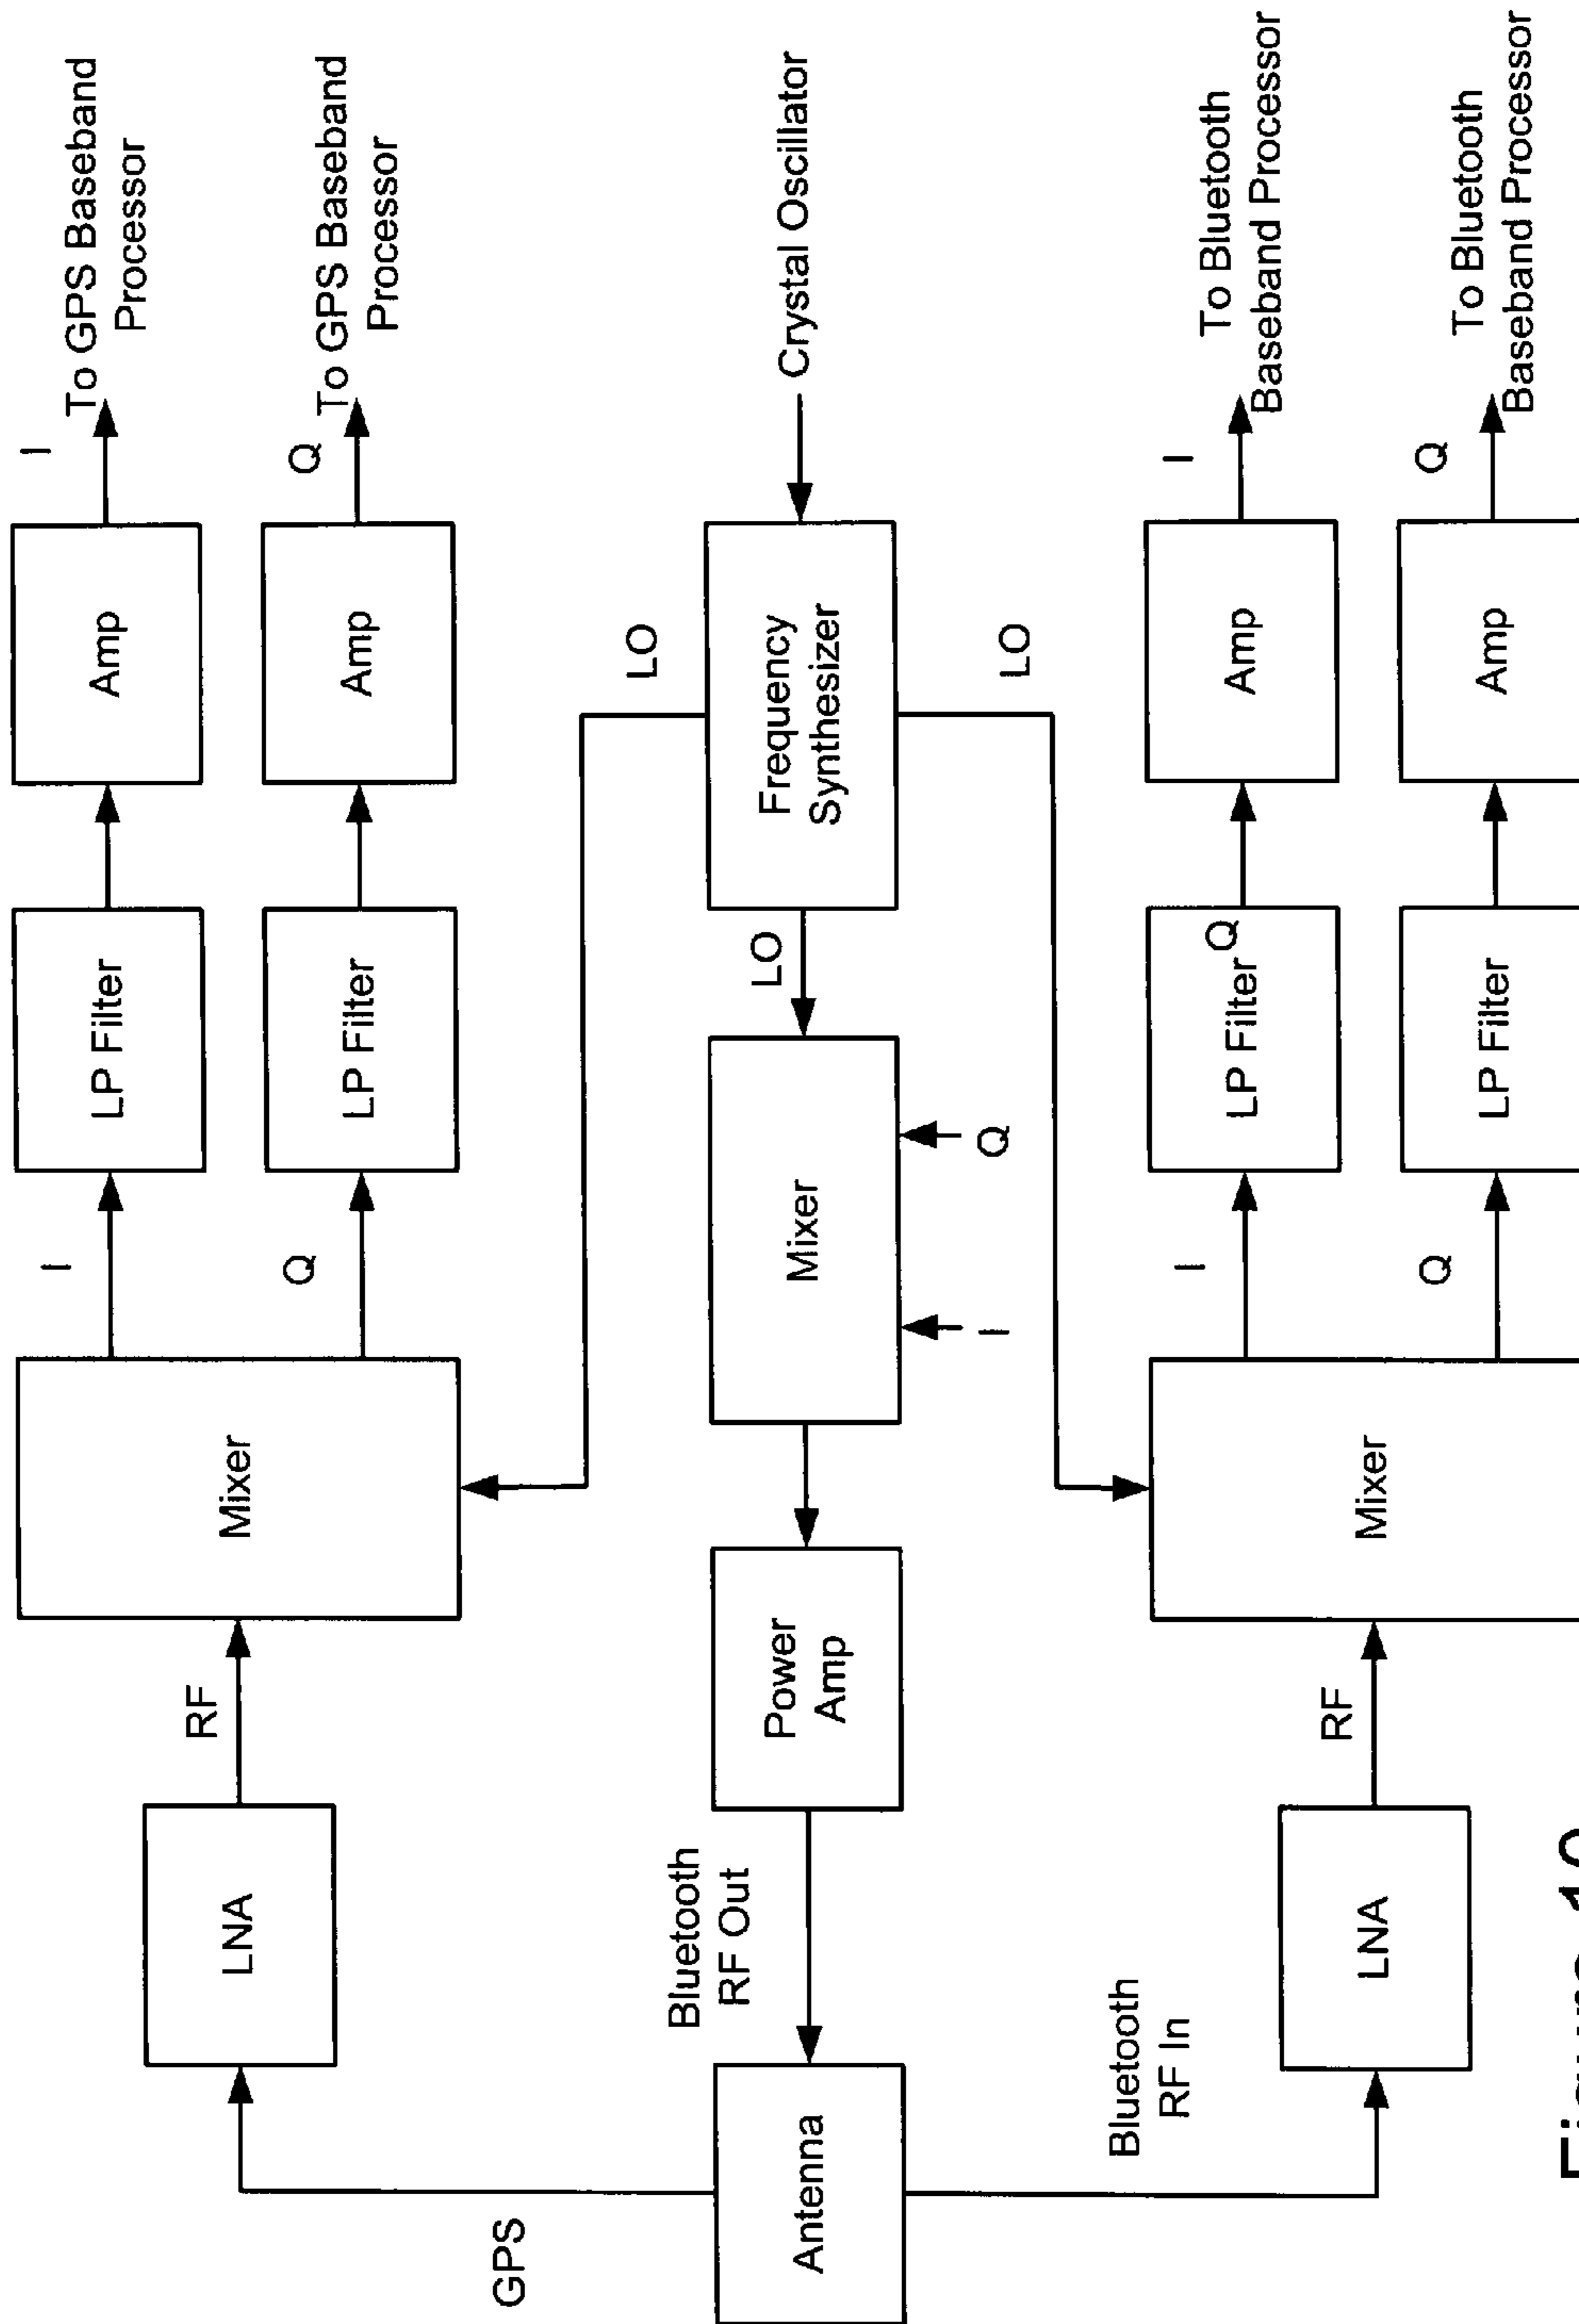 GPS
Antenna
Bluetooth
RF In
Bluetooth
RF Out
LNA
RF
Mixer
I
Q
LP Filter
LP Filter
Amp
Amp
I
Q
To GPS Baseband
Processor
To GPS Baseband
Processor
Power
Amp
Mixer
I
Q
LO
Frequency
Synthesizer
LO
LO
Crystal Oscillator
LNA
RF
Mixer
I
Q
LP Filter
Q
LP Filter
Amp
Amp
I
Q
To Bluetooth
Baseband Processor
To Bluetooth
Baseband Processor
Figure